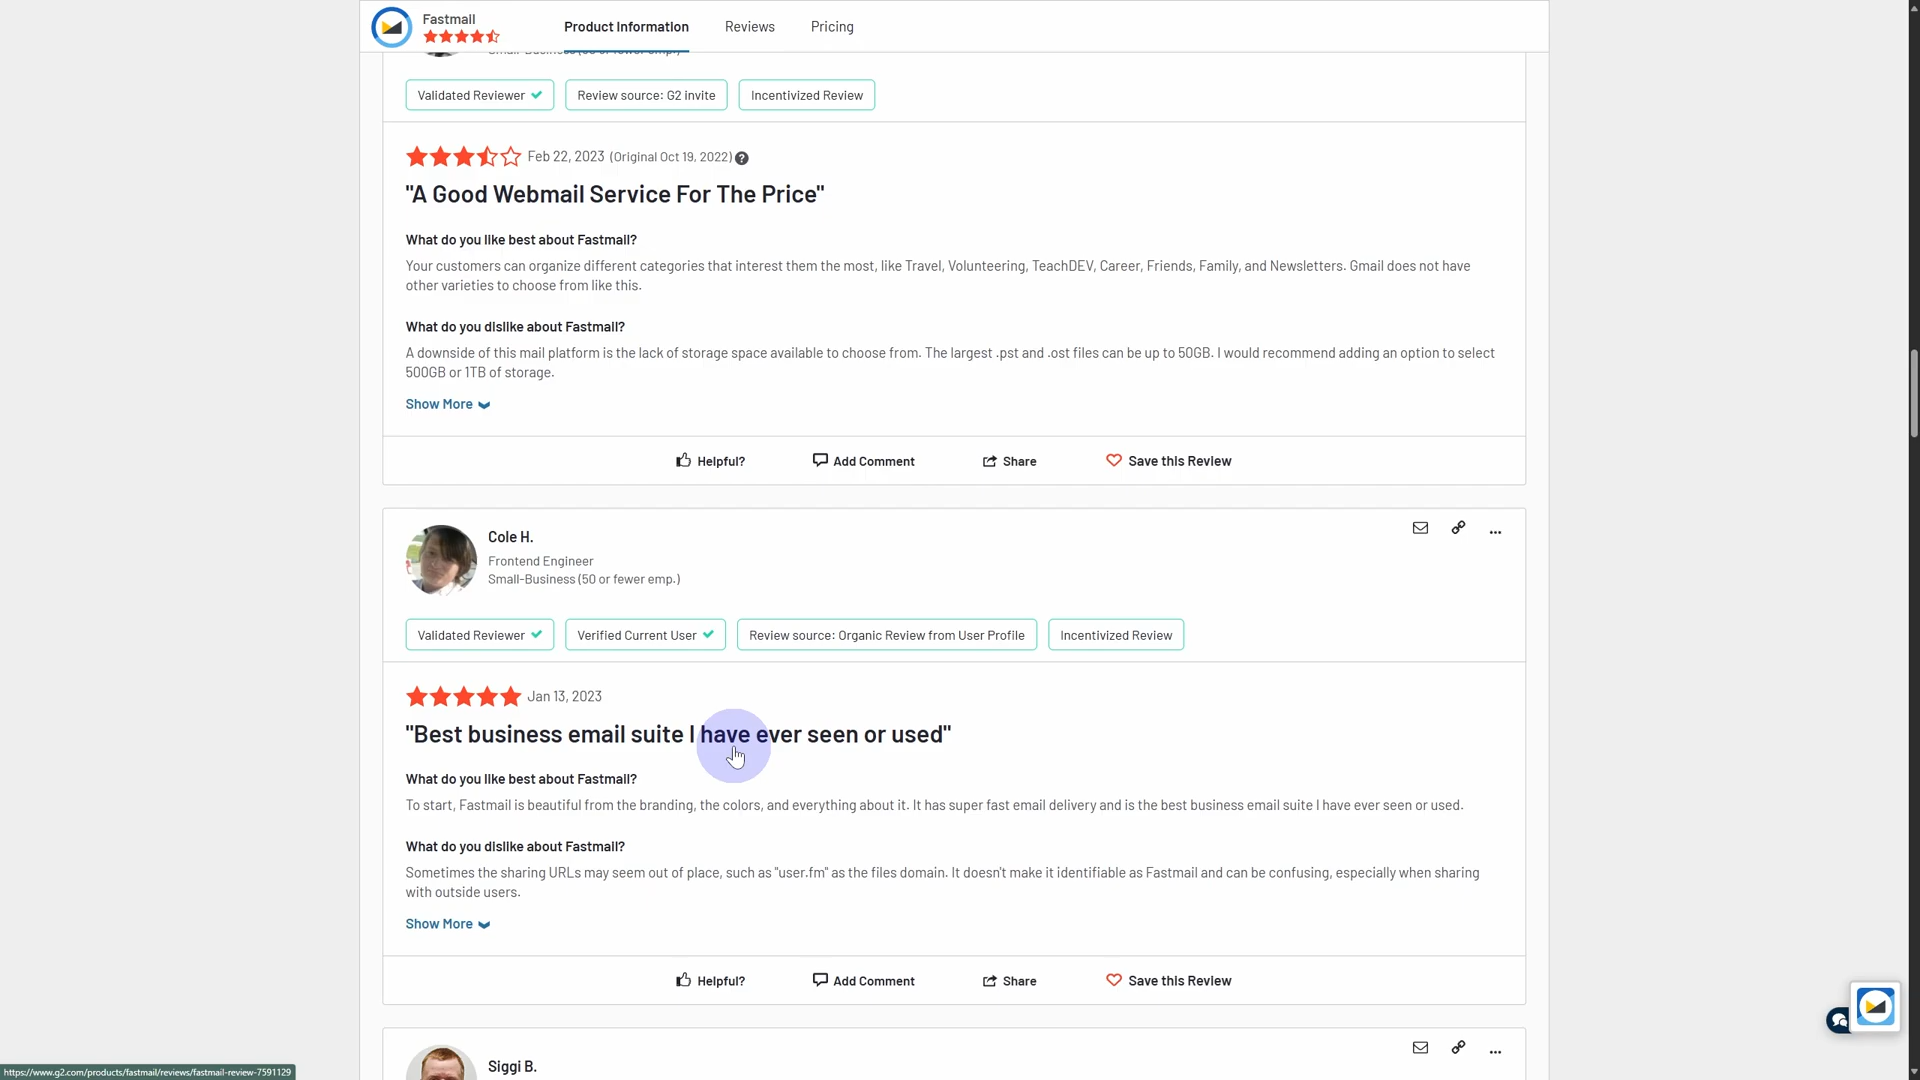 Fastmail
Product Information
Reviews
Pricing
Small-Business (50 or fewer emp.)
Validated Reviewer
Review source: G2 invite
Incentivized Review
Feb 22, 2023 (Original Oct 19, 2022) ?
"A Good Webmail Service For The Price"
What do you like best about Fastmail?
Your customers can organize different categories that interest them the most, like Travel, Volunteering, TeachDEV, Career, Friends, Family, and Newsletters. Gmail does not have
other varieties to choose from like this.
What do you dislike about Fastmail?
A downside of this mail platform is the lack of storage space available to choose from. The largest .pst and .ost files can be up to 50GB. I would recommend adding an option to select
500GB or 1TB of storage.
Show More
Helpful?
Add Comment
Share
Save this Review
Cole H.
Frontend Engineer
Small-Business (50 or fewer emp.)
Validated Reviewer
Verified Current User
Review source: Organic Review from User Profile
Incentivized Review
Jan 13, 2023
"Best business email suite I have ever seen or used"
What do you like best about Fastmail?
To start, Fastmail is beautiful from the branding, the colors, and everything about it. It has super fast email delivery and is the best business email suite I have ever seen or used.
What do you dislike about Fastmail?
Sometimes the sharing URLs may seem out of place, such as "user.fm" as the files domain. It doesn't make it identifiable as Fastmail and can be confusing, especially when sharing
with outside users.
Show More
Helpful?
Add Comment
Share
Save this Review
Siggi B.
https://www.g2.com/products/fastmail/reviews/fastmail-review-7591129